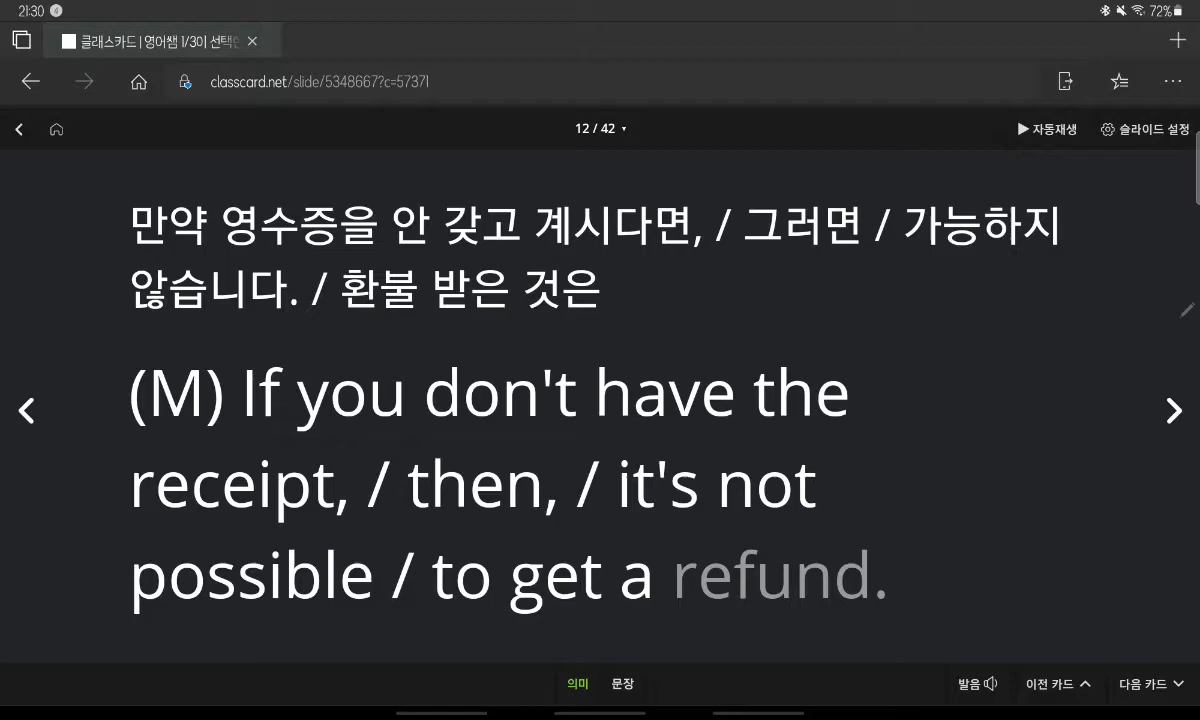 21:30 4 72%
클래스카드 | 영어쌤 1/3이 선택한
classcard.net/slide/5348667?c=57371
12 / 42 자동재생 슬라이드 설정
만약 영수증을 안 갖고 계시다면, / 그러면 / 가능하지
않습니다. / 환불 받은 것은
(M) If you don't have the
receipt, / then, / it's not
possible / to get a refund.
의미 문장 발음 이전 카드 다음 카드